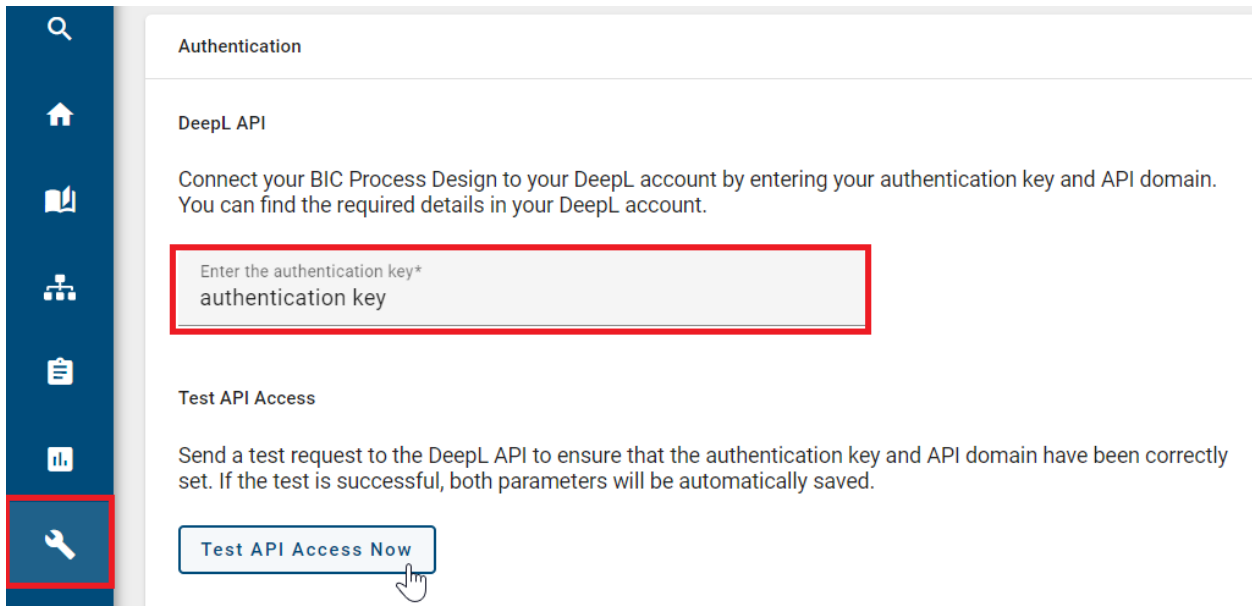 Authentication
DeepL API
Connect your BIC Process Design to your DeepL account by entering your authentication key and API domain.
You can find the required details in your DeepL account.
Enter the authentication key*
authentication key
Test API Access
Send a test request to the DeepL API to ensure that the authentication key and API domain have been correctly
set. If the test is successful, both parameters will be automatically saved.
Test API Access Now